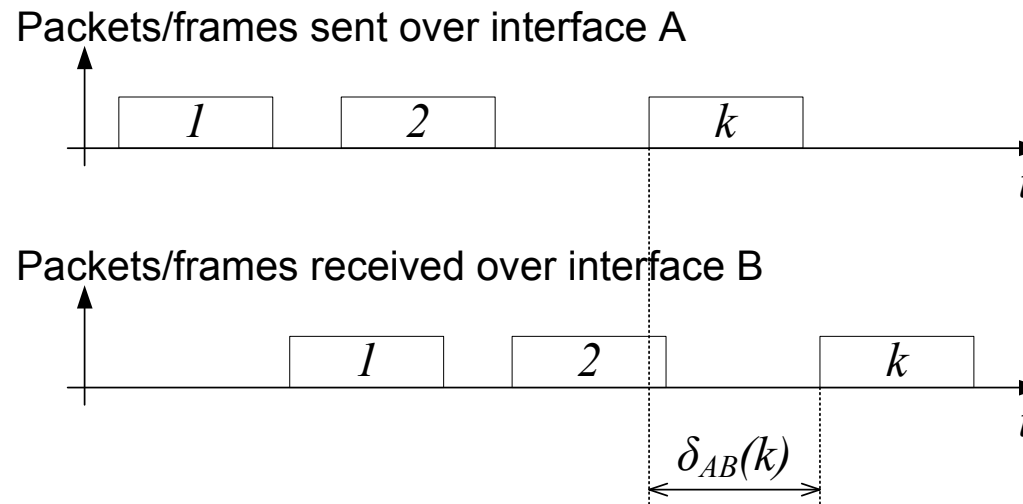 Packets/frames sent over interface A
1 2 k
Packets/frames received over interface B
1 2 k
δAB(k)